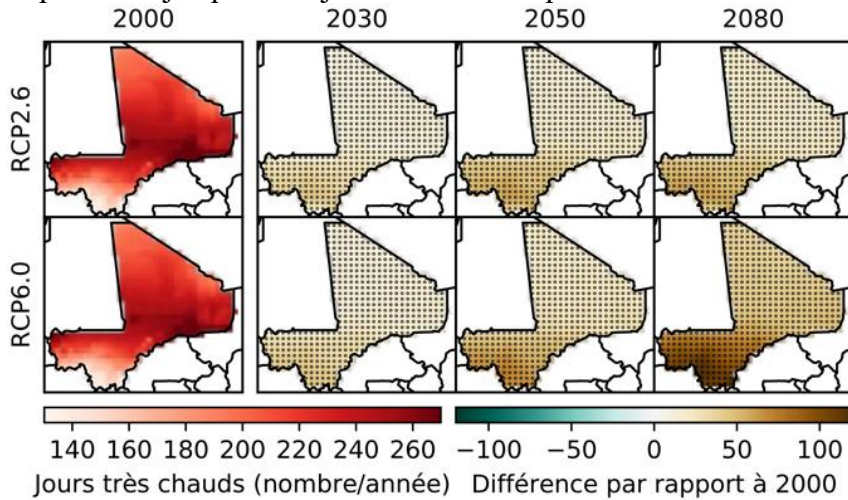 2000 2030 2050 2080
RCP2.6
RCP6.0
140 160 180 200 220 240 260 −100 −50 0 50 100
Jours très chauds (nombre/année) Différence par rapport à 2000